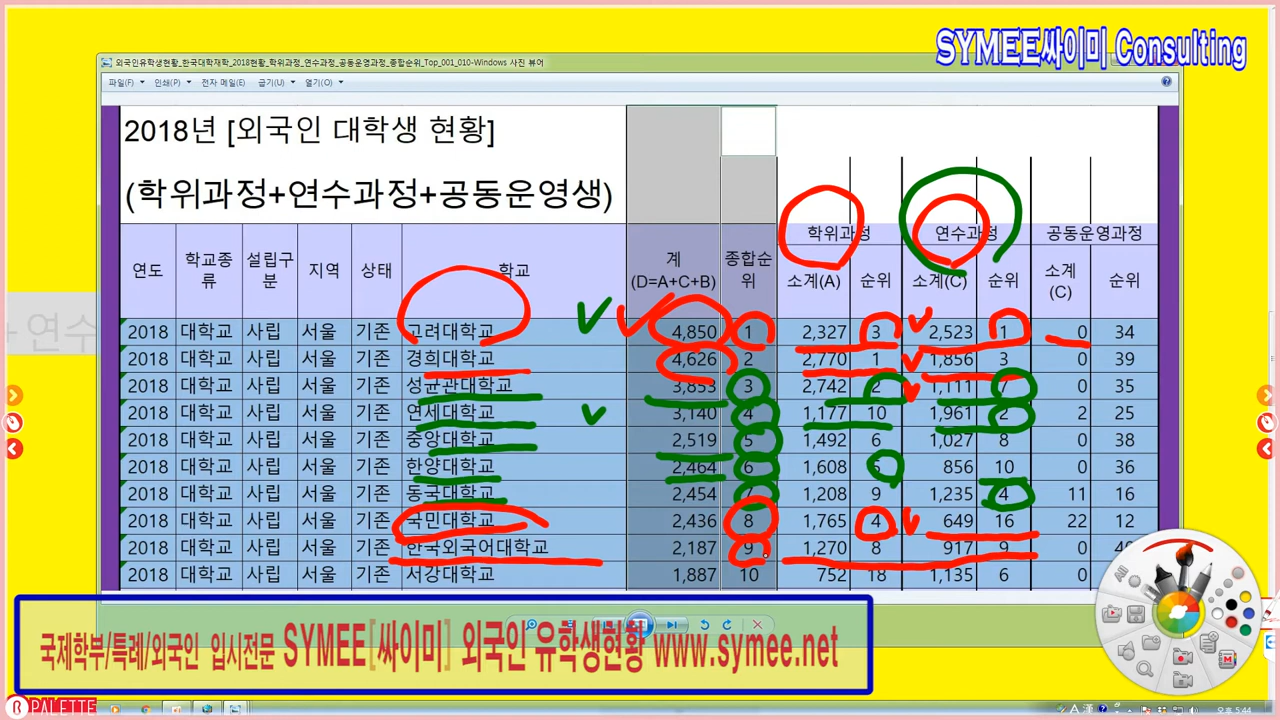 SYMEE싸이미 Consulting
외국인유학생현황_한국대학재학_2018현황_학위과정_연수과정_공동운영과정_종합순위_Top_001_010-Windows 사진 뷰어
파일(F) 인쇄(P) 전자 메일(E) 굽기(U) 열기(O)
2018년 [외국인 대학생 현황]
(학위과정+연수과정+공동운영생)
학위과정 연수과정 공동운영과정
연도 학교종류 설립구분 지역 상태 학교 계 (D=A+C+B) 종합순위 소계(A) 순위 소계(C) 순위 소계 (C) 순위
2018 대학교 사립 서울 기존 고려대학교 4,850 1 2,327 3 2,523 1 0 34
2018 대학교 사립 서울 기존 경희대학교 4,626 2 2,770 1 1,856 3 0 39
2018 대학교 사립 서울 기존 성균관대학교 3,853 3 2,742 2 1,111 0 35
2018 대학교 사립 서울 기존 연세대학교 3,140 4 1,177 10 1,961 2 2 25
2018 대학교 사립 서울 기존 중앙대학교 2,519 5 1,492 6 1,027 8 0 38
2018 대학교 사립 서울 기존 한양대학교 2,464 6 1,608 5 856 10 0 36
2018 대학교 사립 서울 기존 동국대학교 2,454 7 1,208 9 1,235 4 11 16
2018 대학교 사립 서울 기존 국민대학교 2,436 8 1,765 4 649 16 22 12
2018 대학교 사립 서울 기존 한국외국어대학교 2,187 9 1,270 8 917 9 0
2018 대학교 사립 서울 기존 서강대학교 1,887 10 752 18 1,135 6 0
연수
국제학부/특례/외국인 입시전문 SYMEE[싸이미] 외국인 유학생현황 www.symee.net
PALETTE
A 漢
오후 5:44